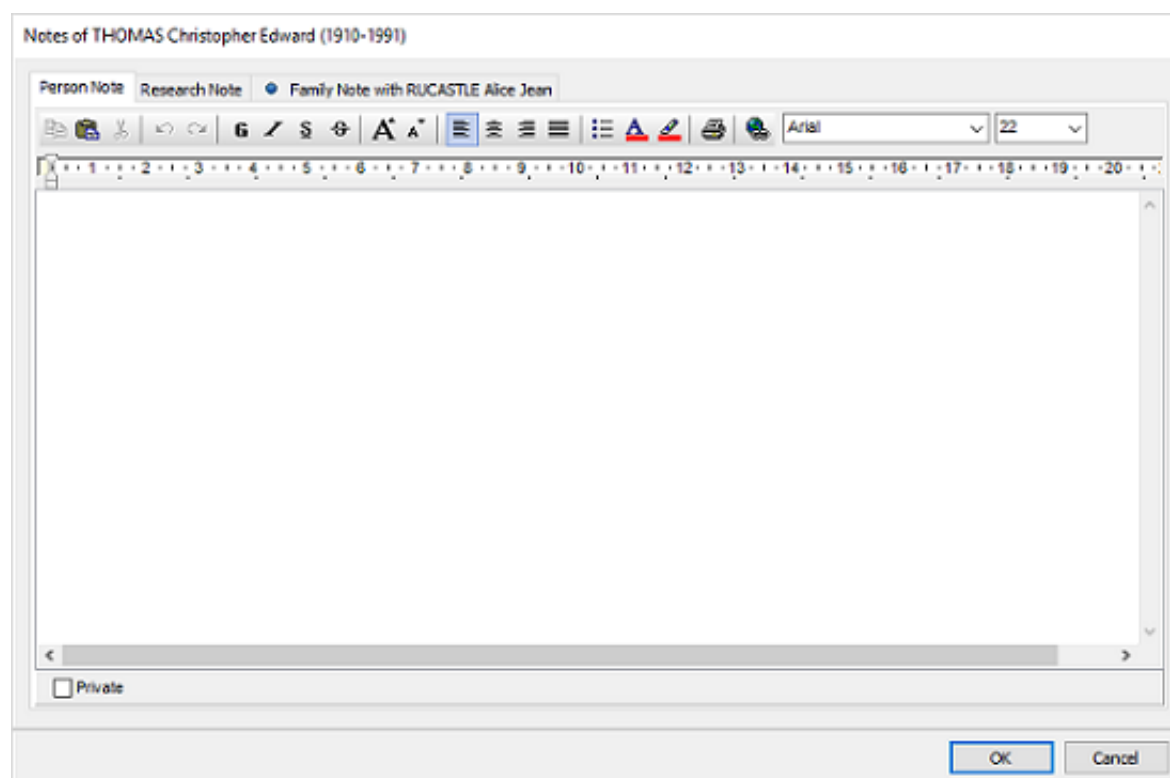 Notes of THOMAS Christopher Edward (1910-1991)
Person Note Research Note Family Note with RUCASTLE Alice Jean
G I S S A A A Arial 22
1 2 3 4 5 6 7 8 9 10 11 12 13 14 15 16 17 18 19 20
Private
OK Cancel